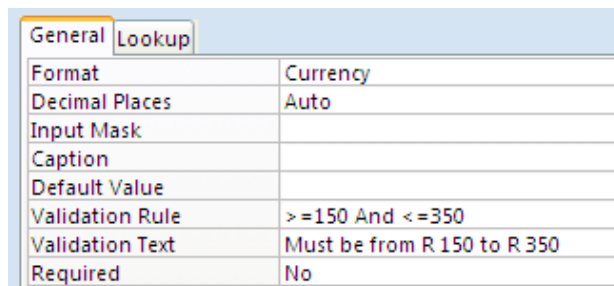 General Lookup
Format Currency
Decimal Places Auto
Input Mask
Caption
Default Value
Validation Rule >=150 And <=350
Validation Text Must be from R 150 to R 350
Required No